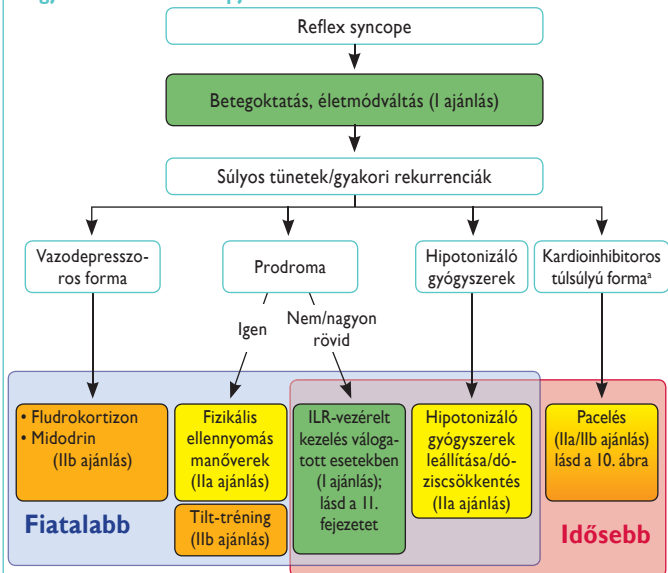 Reflex syncope
Betegoktatás, életmódváltás (I ajánlás)
Súlyos tünetek/gyakori rekurrenciák
Vazodepresszo-
ros forma
Prodroma
Hipotonizáló
gyógyszerek
Kardioinhibitoros
túlsúlyú formaᵃ
Igen
Nem/nagyon
rövid
• Fludrokortizon
• Midodrin
(IIb ajánlás)
Fizikális
ellennyomás
manőverek
(IIa ajánlás)
Tilt-tréning
(IIb ajánlás)
ILR-vezérelt
kezelés váloga-
tott esetekben
(I ajánlás);
lásd a 11.
fejezetet
Hipotonizáló
gyógyszerek
leállítása/dó-
ziscsökkentés
(IIa ajánlás)
Pacelés
(IIa/IIb ajánlás)
lásd a 10. ábra
Fiatalabb
Idősebb